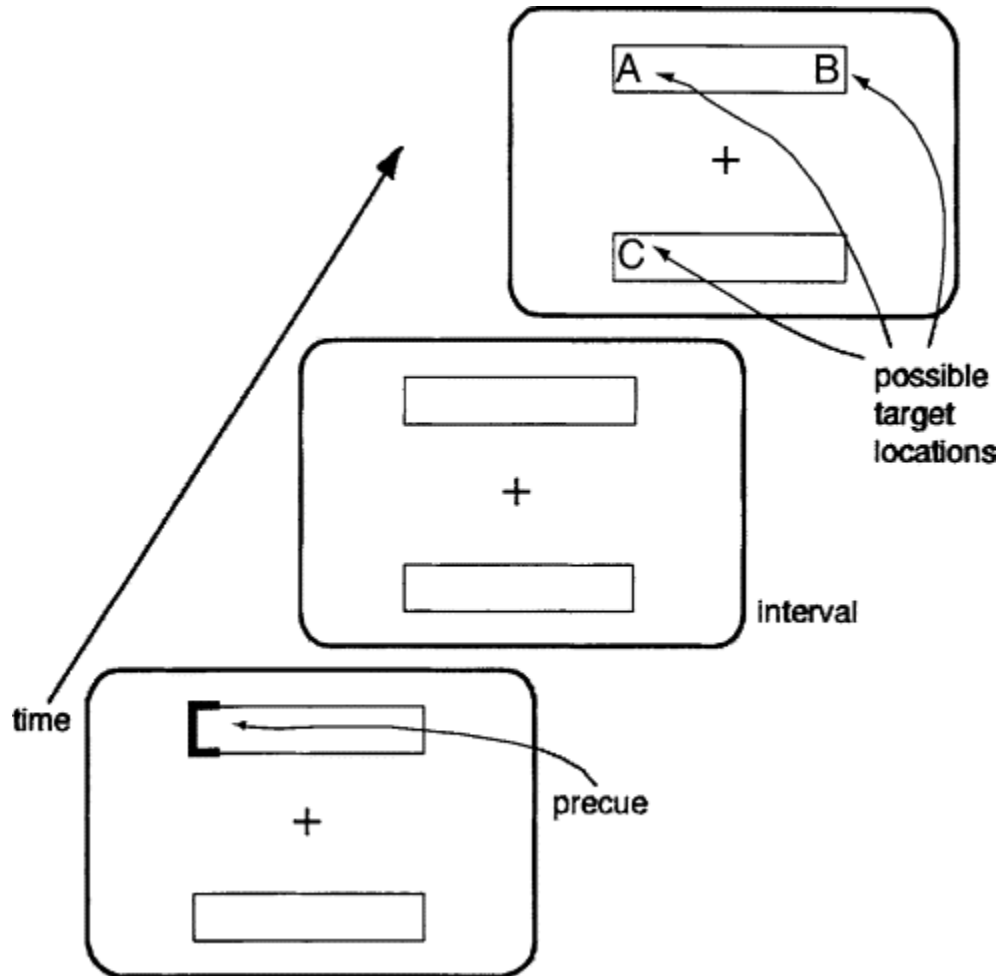 A B
+
C
possible
target
locations
+
interval
time
precue
+